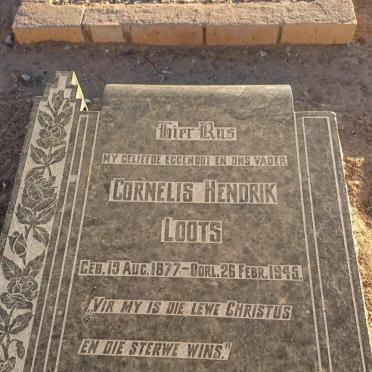 Hier Rus
MY GELIEFDE EGGENOOT EN ONS VADER
CORNELIS HENDRIK
LOOTS
GEB. 19 AUG. 1877 – OORL. 26 FEBR. 1945.
„VIR MY IS DIE LEWE CHRISTUS
EN DIE STERWE WINS."